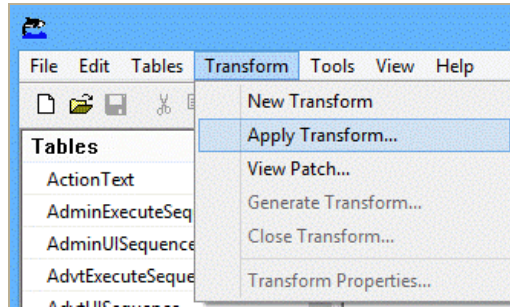 File Edit Tables Transform Tools View Help
New Transform
Apply Transform...
Tables
View Patch...
ActionText
Generate Transform...
AdminExecuteSeq
Close Transform...
AdminUISequence
AdvtExecuteSeque
Transform Properties...
AdvtUISequence